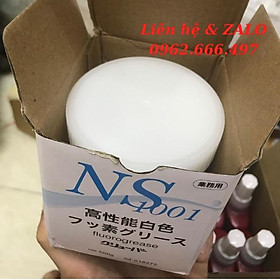 Liên hệ & ZALO
0962.666.497
業務用
NS1001
高性能白色
フッ素グリース
fluorogrease